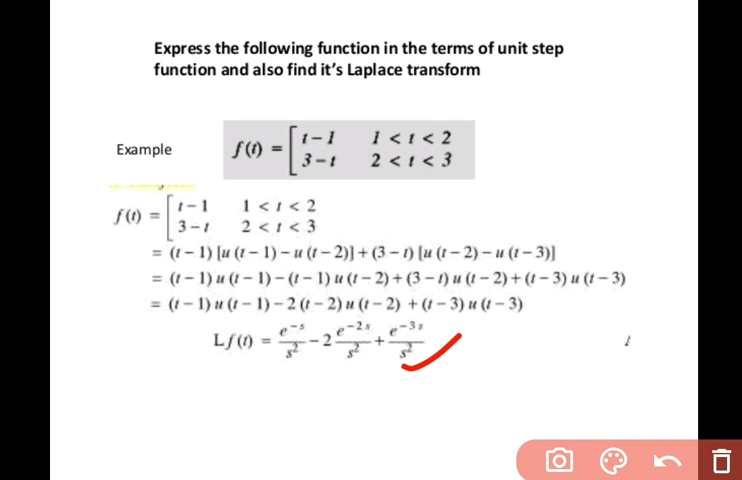 Express the following function in the terms of unit step
function and also find it's Laplace transform
Example
f(t) = [ t − 1    1 < t < 2
3 − t    2 < t < 3
f(t) = [ t − 1    1 < t < 2
3 − t    2 < t < 3
= (t − 1) [u (t − 1) − u (t − 2)] + (3 − t) [u (t − 2) − u (t − 3)]
= (t − 1) u (t − 1) − (t − 1) u (t − 2) + (3 − t) u (t − 2) + (t − 3) u (t − 3)
= (t − 1) u (t − 1) − 2 (t − 2) u (t − 2) + (t − 3) u (t − 3)
L f (t) = e^{−s}/s² − 2 e^{−2s}/s² + e^{−3s}/s²